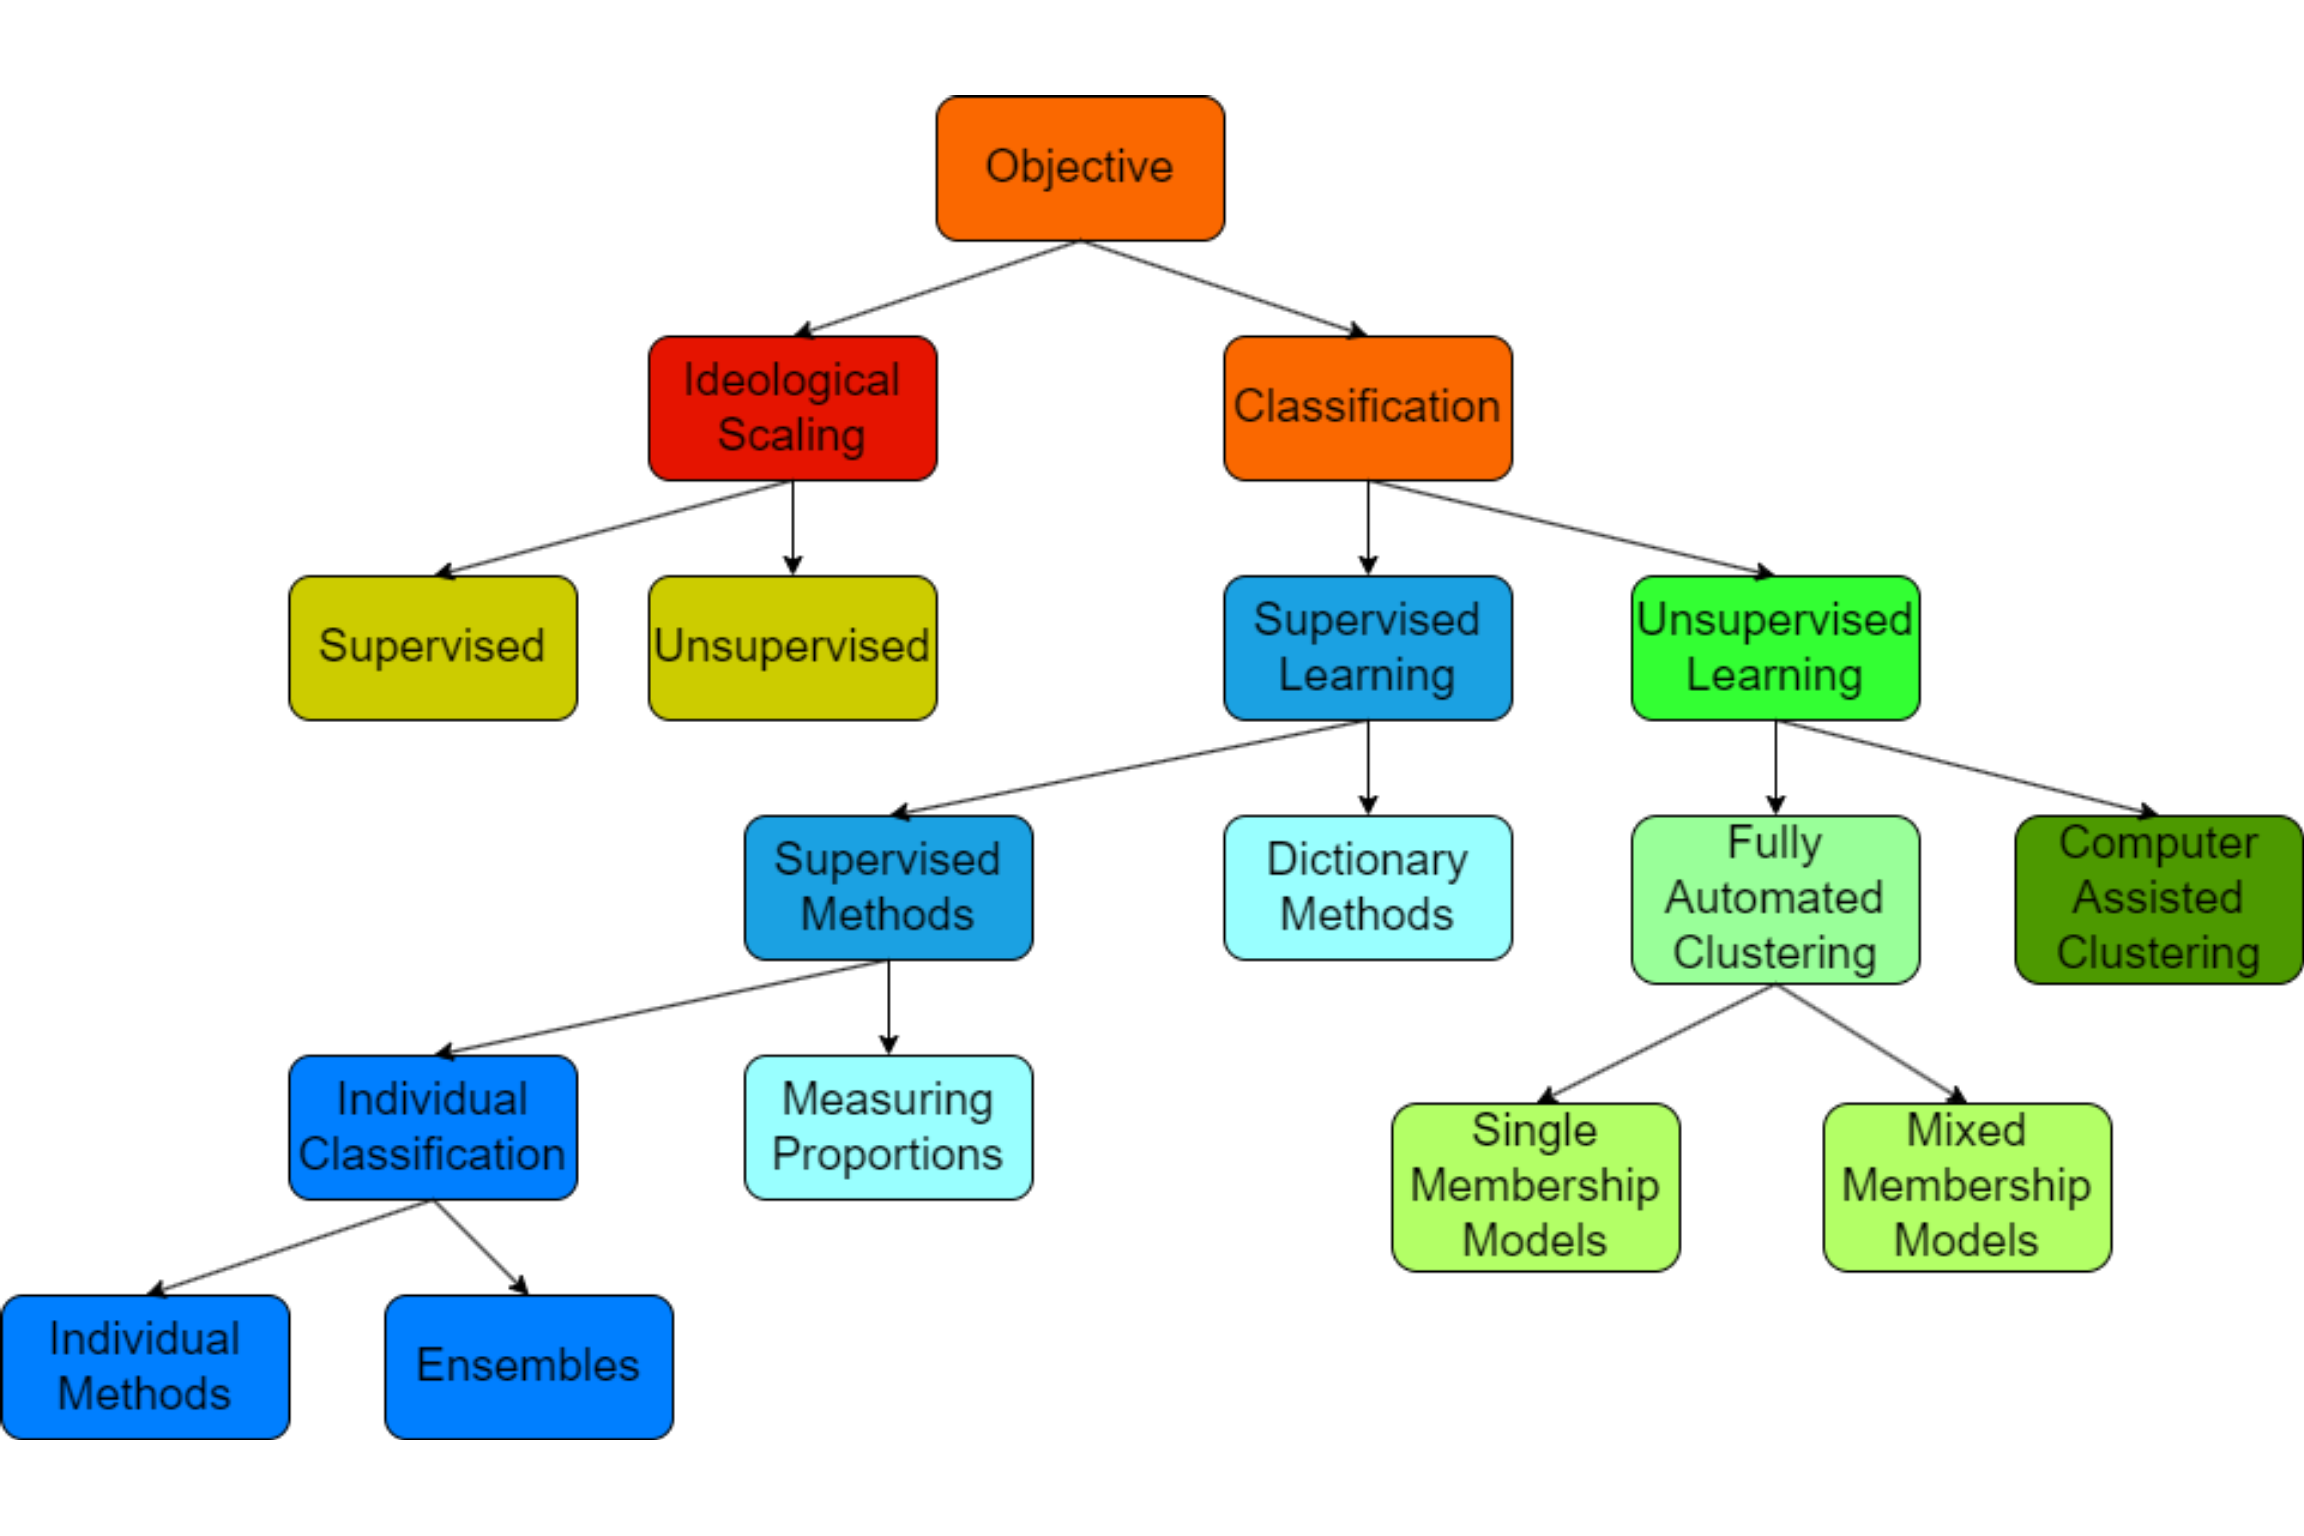 Objective
Ideological
Scaling
Classification
Supervised
Unsupervised
Supervised
Learning
Unsupervised
Learning
Supervised
Methods
Dictionary
Methods
Fully
Automated
Clustering
Computer
Assisted
Clustering
Individual
Classification
Measuring
Proportions
Single
Membership
Models
Mixed
Membership
Models
Individual
Methods
Ensembles